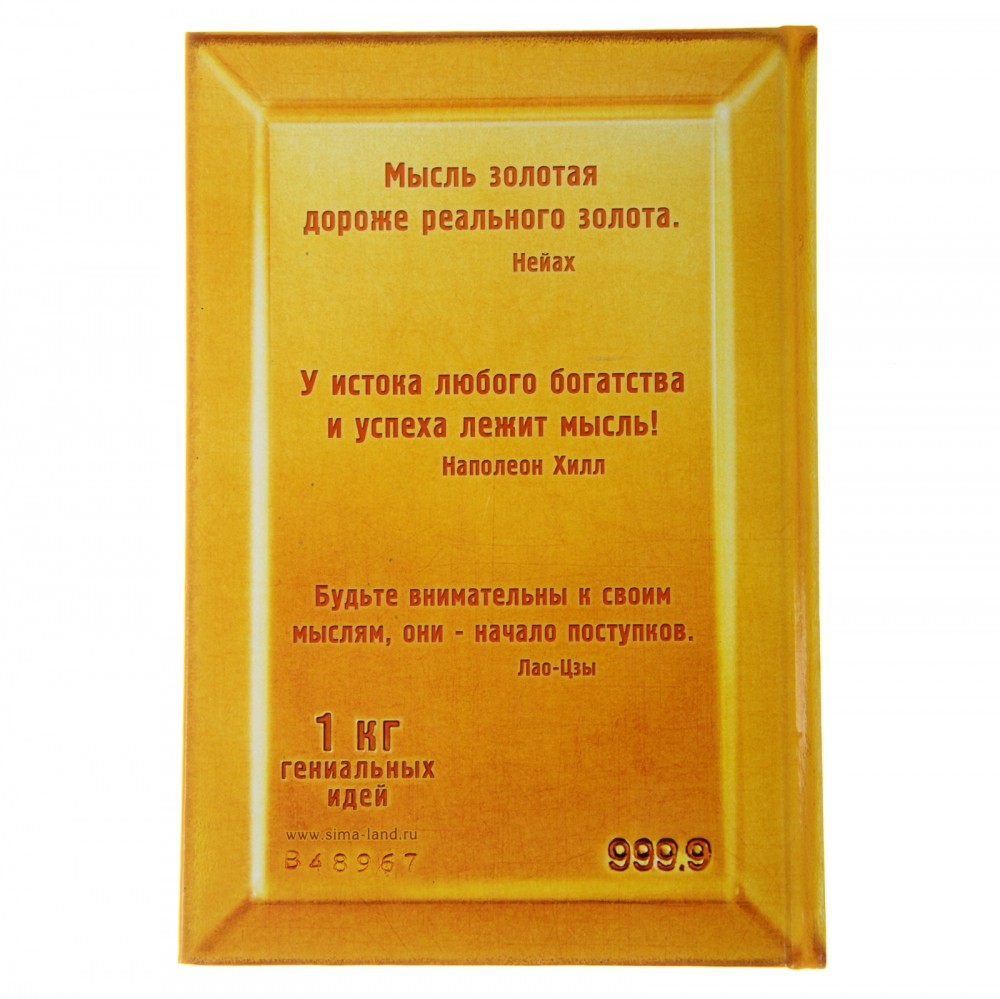 Мысль золотая
дороже реального золота.
Нейах
У истока любого богатства
и успеха лежит мысль!
Наполеон Хилл
Будьте внимательны к своим
мыслям, они - начало поступков.
Лао-Цзы
1 кг
гениальных
идей
www.sima-land.ru
В48967
999.9